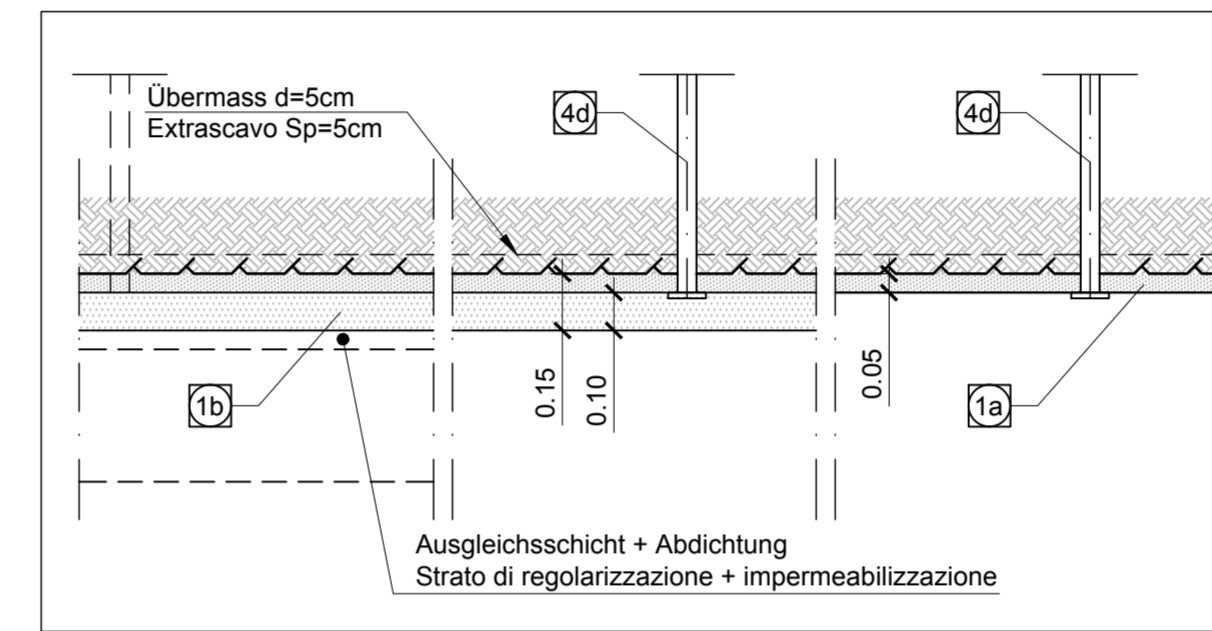 Übermass d=5cm
Extrascavo Sp=5cm
4d
4d
0.15
0.10
0.05
1b
1a
Ausgleichsschicht + Abdichtung
Strato di regolarizzazione + impermeabilizzazione